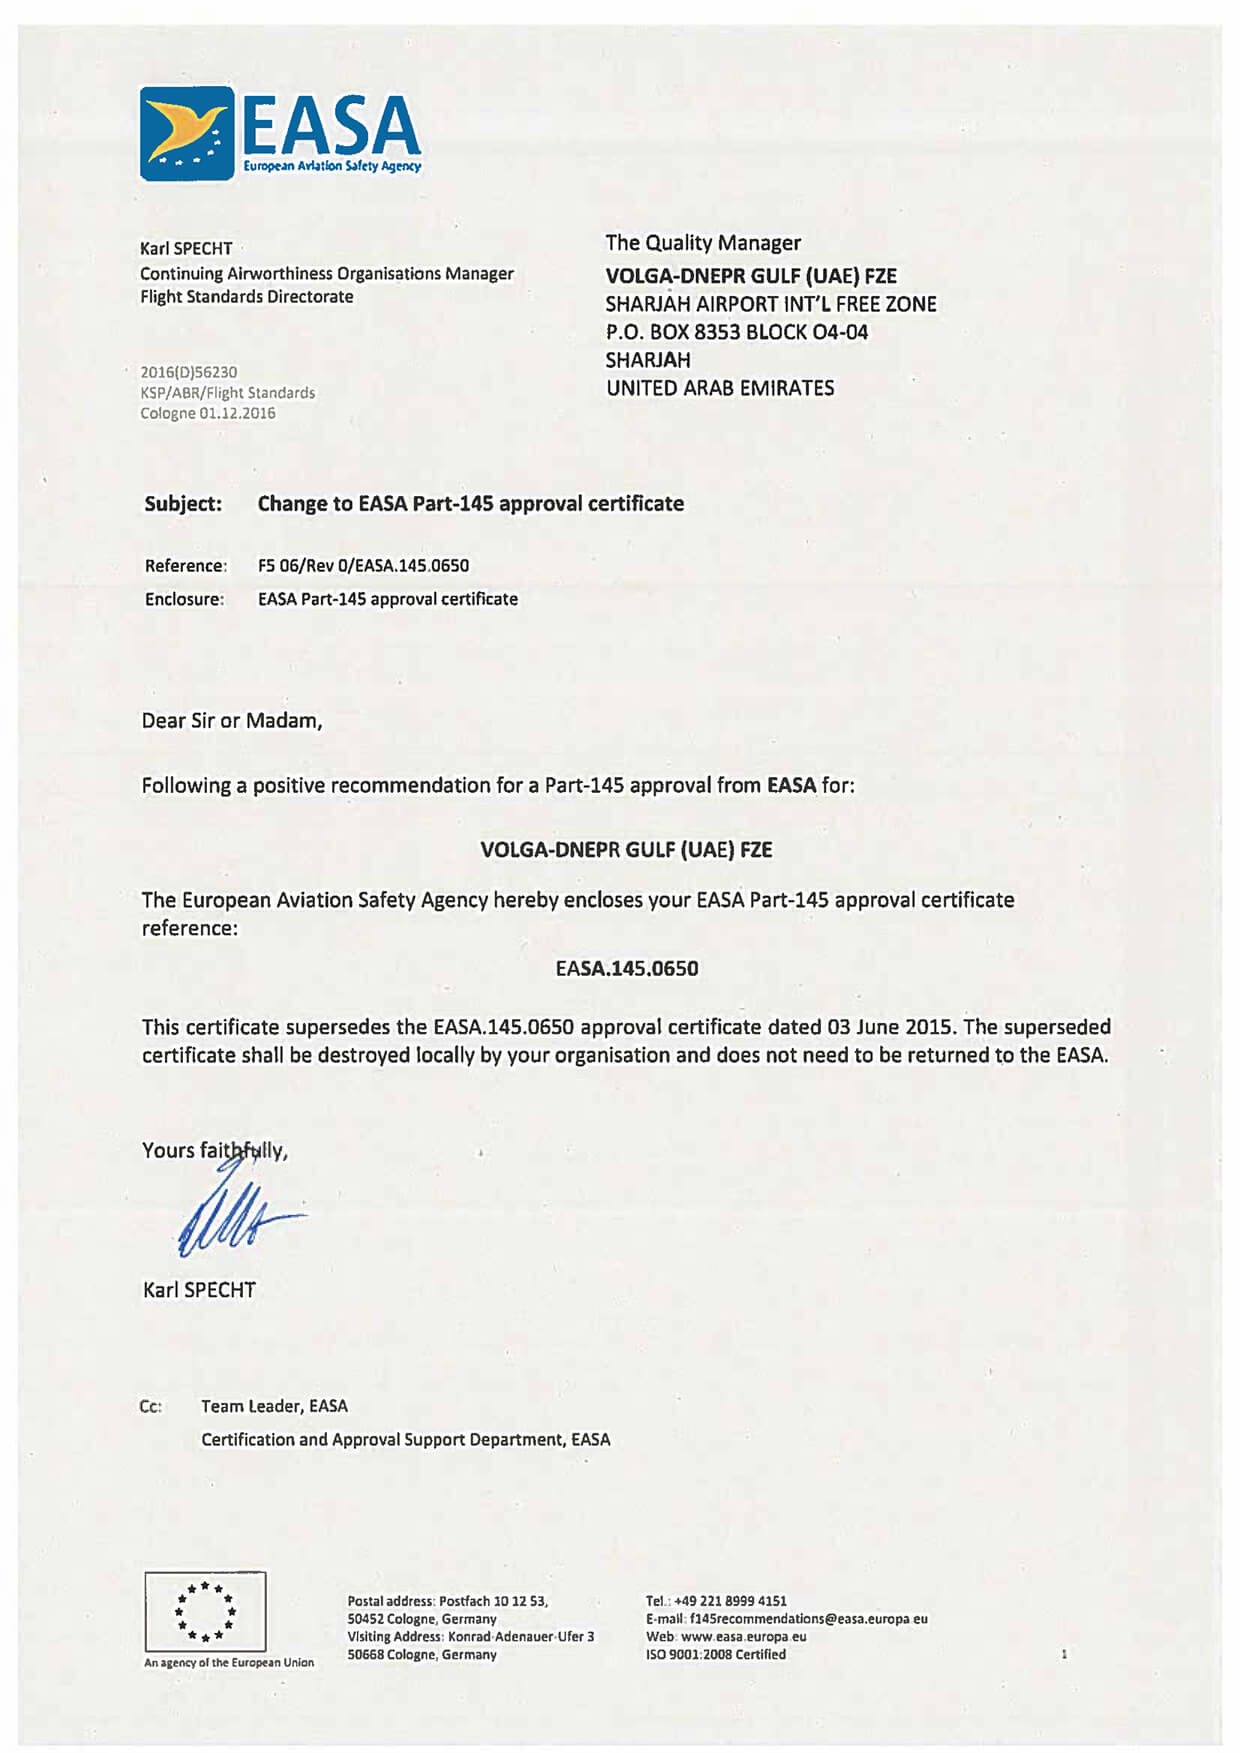 EASA
European Aviation Safety Agency
Karl SPECHT
Continuing Airworthiness Organisations Manager
Flight Standards Directorate
2016(D)56230
KSP/ABR/Flight Standards
Cologne 01.12.2016
The Quality Manager
VOLGA-DNEPR GULF (UAE) FZE
SHARJAH AIRPORT INT'L FREE ZONE
P.O. BOX 8353 BLOCK O4-04
SHARJAH
UNITED ARAB EMIRATES
Subject: Change to EASA Part-145 approval certificate
Reference: F5 06/Rev 0/EASA.145.0650
Enclosure: EASA Part-145 approval certificate
Dear Sir or Madam,
Following a positive recommendation for a Part-145 approval from EASA for:
VOLGA-DNEPR GULF (UAE) FZE
The European Aviation Safety Agency hereby encloses your EASA Part-145 approval certificate
reference:
EASA.145.0650
This certificate supersedes the EASA.145.0650 approval certificate dated 03 June 2015. The superseded
certificate shall be destroyed locally by your organisation and does not need to be returned to the EASA.
Yours faithfully,
Karl SPECHT
Cc: Team Leader, EASA
Certification and Approval Support Department, EASA
An agency of the European Union
Postal address: Postfach 10 12 53,
50452 Cologne, Germany
Visiting Address: Konrad-Adenauer-Ufer 3
50668 Cologne, Germany
Tel.: +49 221 8999 4151
E-mail: f145recommendations@easa.europa.eu
Web: www.easa.europa.eu
ISO 9001:2008 Certified
1